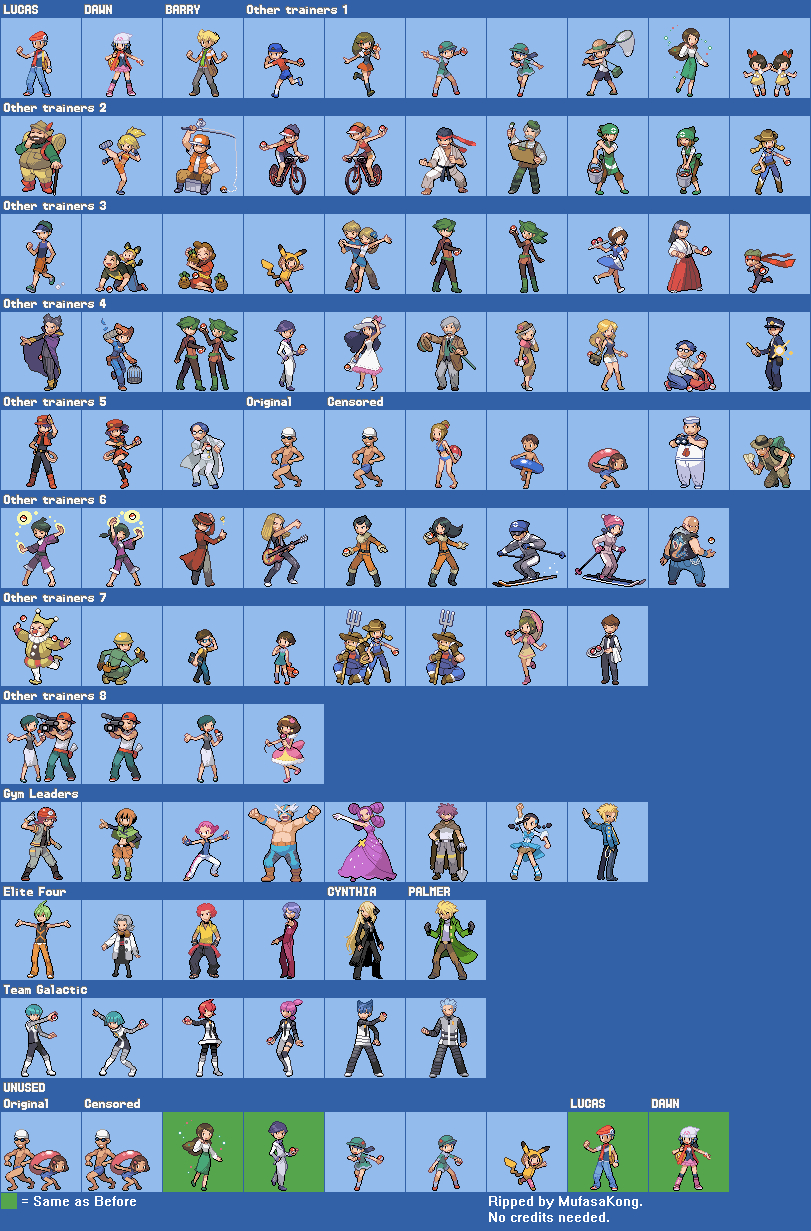 LUCAS DAWN BARRY Other trainers 1
Other trainers 2
Other trainers 3
Other trainers 4
Other trainers 5 Original Censored
Other trainers 6
Other trainers 7
Other trainers 8
Gym Leaders
Elite Four CYNTHIA PALMER
Team Galactic
UNUSED
Original Censored LUCAS DAWN
= Same as Before Ripped by MufasaKong.
No credits needed.